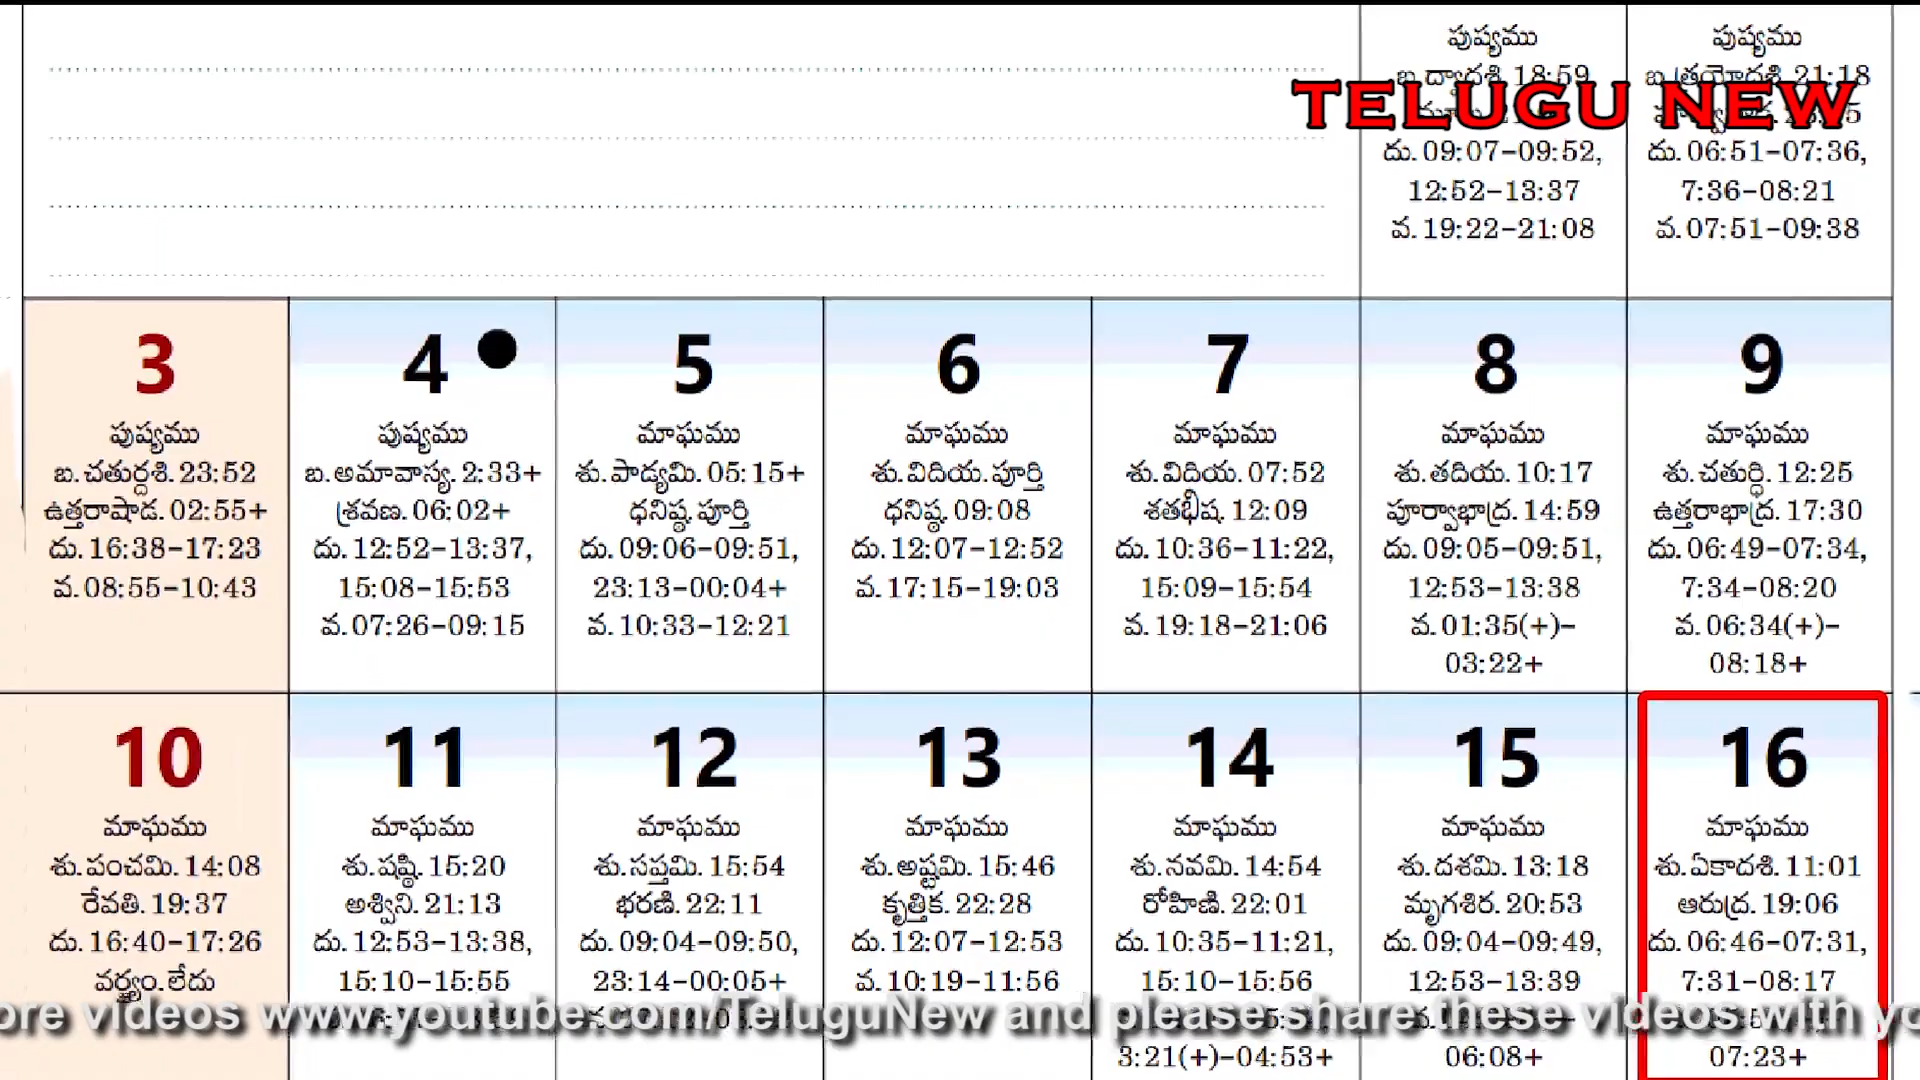 పుష్యము
బ.ద్వాదశి.18:59
దు.09:07-09:52,
12:52-13:37
వ.19:22-21:08
పుష్యము
బ.త్రయోదశి.21:18
దు.06:51-07:36,
7:36-08:21
వ.07:51-09:38
TELUGU NEW
3
పుష్యము
బ.చతుర్దశి.23:52
ఉత్తరాషాడ.02:55+
దు.16:38-17:23
వ.08:55-10:43
4
పుష్యము
బ.అమావాస్య.2:33+
శ్రవణ.06:02+
దు.12:52-13:37,
15:08-15:53
వ.07:26-09:15
5
మాఘము
శు.పాడ్యమి.05:15+
ధనిష్ఠ.పూర్తి
దు.09:06-09:51,
23:13-00:04+
వ.10:33-12:21
6
మాఘము
శు.విదియ.పూర్తి
ధనిష్ఠ.09:08
దు.12:07-12:52
వ.17:15-19:03
7
మాఘము
శు.విదియ.07:52
శతభిష.12:09
దు.10:36-11:22,
15:09-15:54
వ.19:18-21:06
8
మాఘము
శు.తదియ.10:17
పూర్వాభాద్ర.14:59
దు.09:05-09:51,
12:53-13:38
వ.01:35(+)-
03:22+
9
మాఘము
శు.చతుర్థి.12:25
ఉత్తరాభాద్ర.17:30
దు.06:49-07:34,
7:34-08:20
వ.06:34(+)-
08:18+
10
మాఘము
శు.పంచమి.14:08
రేవతి.19:37
దు.16:40-17:26
వర్జ్యం.లేదు
11
మాఘము
శు.షష్ఠి.15:20
అశ్విని.21:13
దు.12:53-13:38,
15:10-15:55
12
మాఘము
శు.సప్తమి.15:54
భరణి.22:11
దు.09:04-09:50,
23:14-00:05+
13
మాఘము
శు.అష్టమి.15:46
కృత్తిక.22:28
దు.12:07-12:53
వ.10:19-11:56
14
మాఘము
శు.నవమి.14:54
రోహిణి.22:01
దు.10:35-11:21,
15:10-15:56
3:21(+)-04:53+
15
మాఘము
శు.దశమి.13:18
మృగశిర.20:53
దు.09:04-09:49,
12:53-13:39
06:08+
16
మాఘము
శు.ఏకాదశి.11:01
ఆరుద్ర.19:06
దు.06:46-07:31,
7:31-08:17
07:23+
ore videos www.youtube.com/TeluguNew and please share these videos with yo